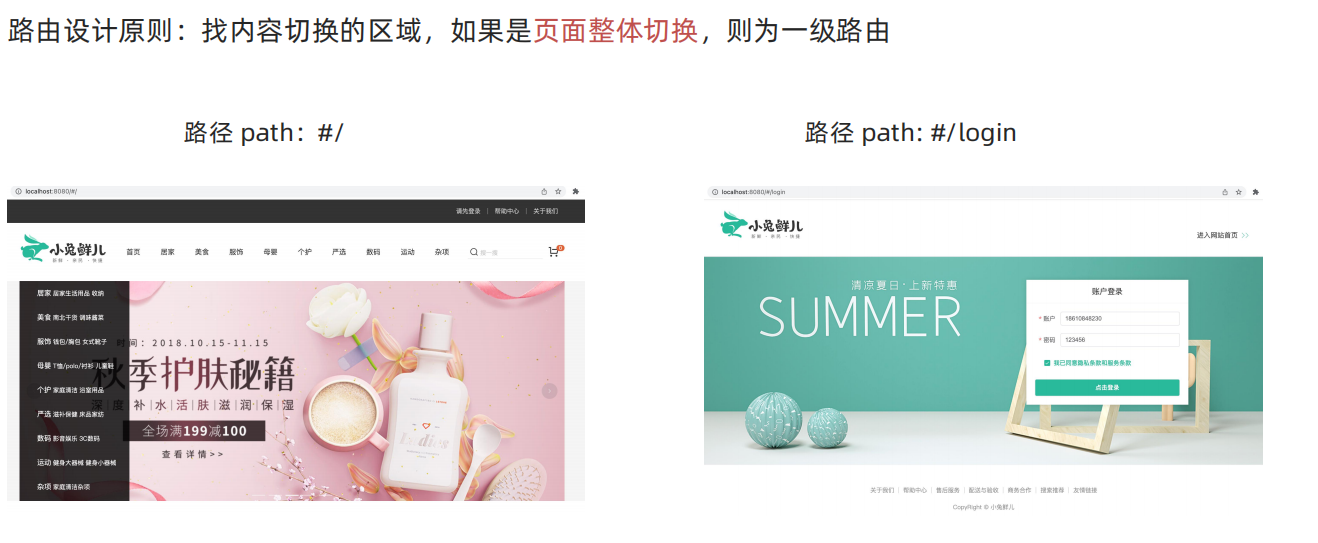 路由设计原则：找内容切换的区域，如果是页面整体切换，则为一级路由
路径 path：#/
路径 path: #/login
localhost:8080/#/
请先登录 | 帮助中心 | 关于我们
小兔鲜儿
首页 居家 美食 服饰 母婴 个护 严选 数码 运动 杂项
搜一搜
0
居家 居家生活用品 收纳
美食 南北干货 调味酱菜
服饰 钱包/胸包 女式靴子
母婴 T恤/polo/衬衫 儿童鞋
个护 家庭清洁 浴室用品
严选 滋补保健 床品家纺
数码 影音娱乐 3C数码
运动 健身大器械 健身小器械
杂项 家庭清洁杂项
时间：2018.10.15-11.15
秋季护肤秘籍
深度补水|活|肤|滋润·保|湿
全场满199减100
查看详情>>
Ladies
localhost:8080/#/login
小兔鲜儿
进入网站首页 >>
清凉夏日·上新特惠
SUMMER
账户登录
* 账户 18610848230
* 密码 123456
我已同意隐私条款和服务条款
点击登录
关于我们 | 帮助中心 | 售后服务 | 配送与验收 | 商务合作 | 搜索推荐 | 友情链接
CopyRight © 小兔鲜儿